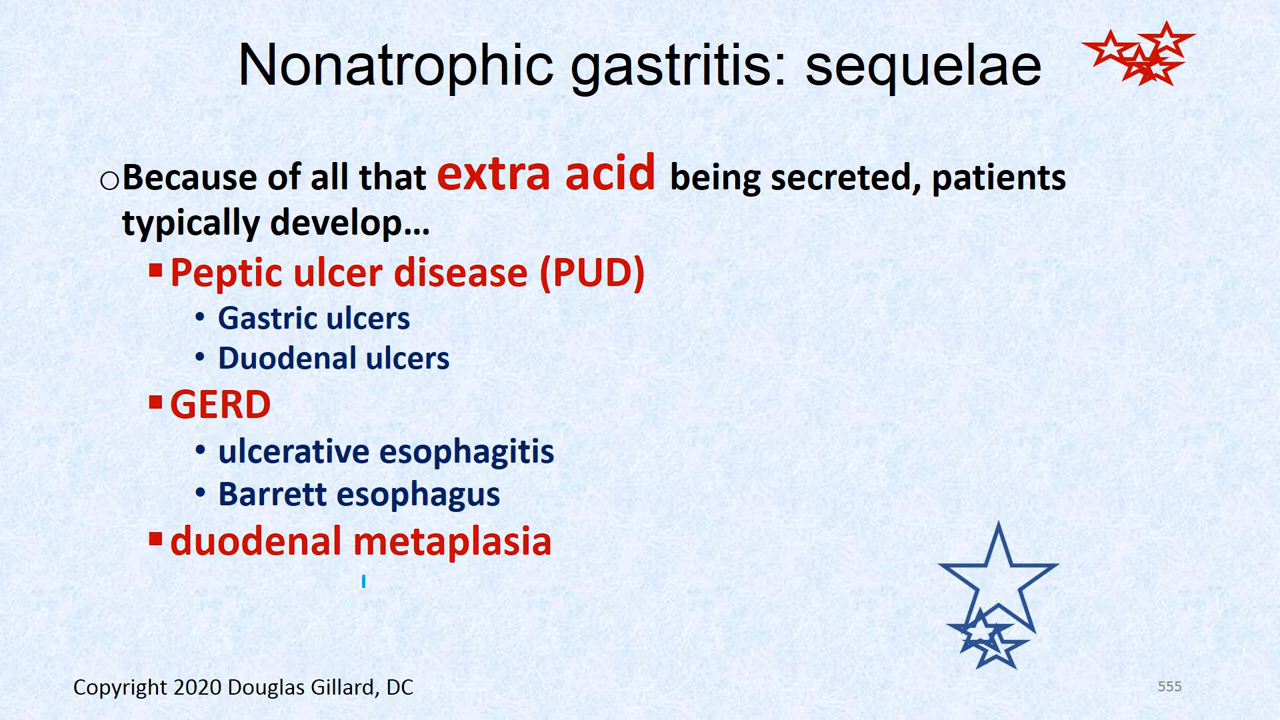 Nonatrophic gastritis: sequelae
○Because of all that extra acid being secreted, patients
typically develop…
▪Peptic ulcer disease (PUD)
• Gastric ulcers
• Duodenal ulcers
▪GERD
• ulcerative esophagitis
• Barrett esophagus
▪duodenal metaplasia
Copyright 2020 Douglas Gillard, DC
555